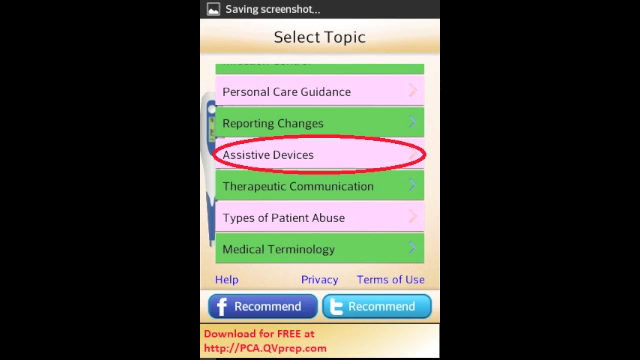 Saving screenshot...
Select Topic
Personal Care Guidance
Reporting Changes
Assistive Devices
Therapeutic Communication
Types of Patient Abuse
Medical Terminology
Help Privacy Terms of Use
f Recommend t Recommend
Download for FREE at
http://PCA.QVprep.com